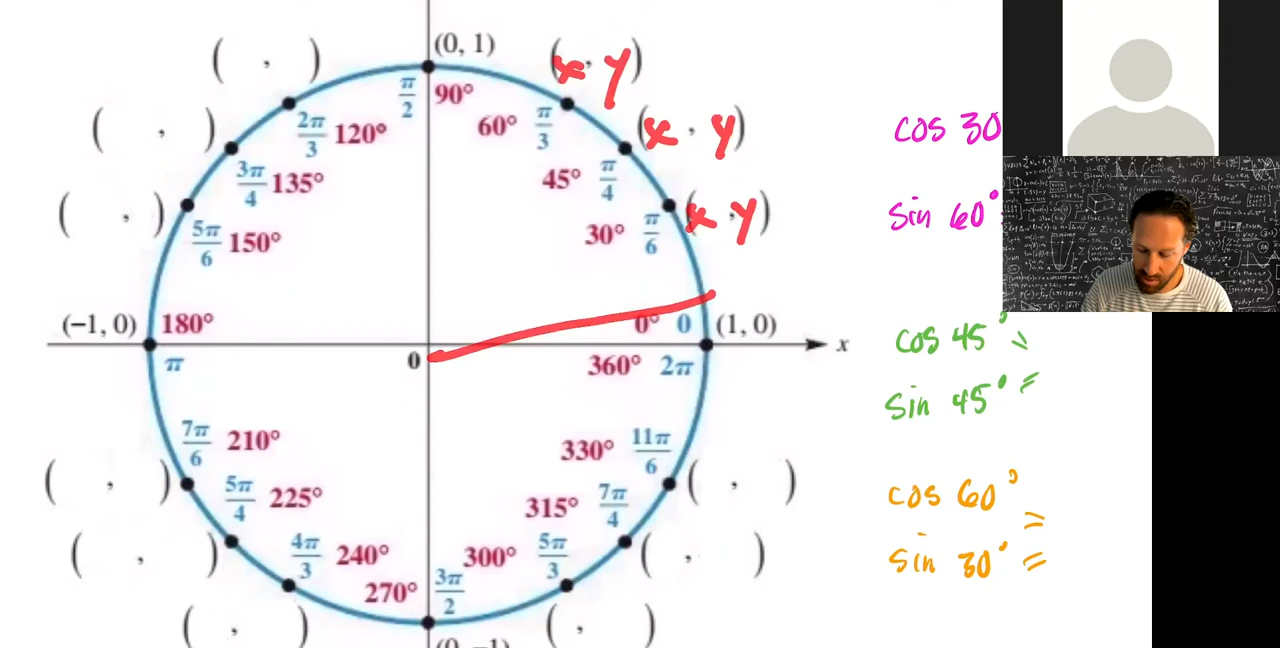 (0, 1)
( , )
(x, y)
π/2
90°
2π/3 120°
60° π/3
( , )
(x, y)
3π/4 135°
45° π/4
( , )
(x, y)
5π/6 150°
30° π/6
(−1, 0) 180°
0° 0 (1, 0)
π
0
360° 2π
x
7π/6 210°
330° 11π/6
( , )
( , )
5π/4 225°
315° 7π/4
( , )
( , )
4π/3 240°
300° 5π/3
270° 3π/2
( , )
( , )
(0, −1)
cos 30
sin 60°
cos 45° =
sin 45° =
cos 60° =
sin 30° =